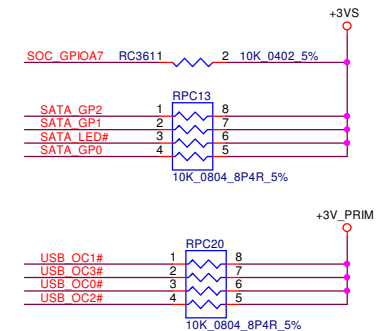 +3VS
SOC_GPIOA7 RC3611 2 10K_0402_5%
RPC13
SATA_GP2 1 8
SATA_GP1 2 7
SATA_LED# 3 6
SATA_GP0 4 5
10K_0804_8P4R_5%
+3V_PRIM
RPC20
USB_OC1# 1 8
USB_OC3# 2 7
USB_OC0# 3 6
USB_OC2# 4 5
10K_0804_8P4R_5%